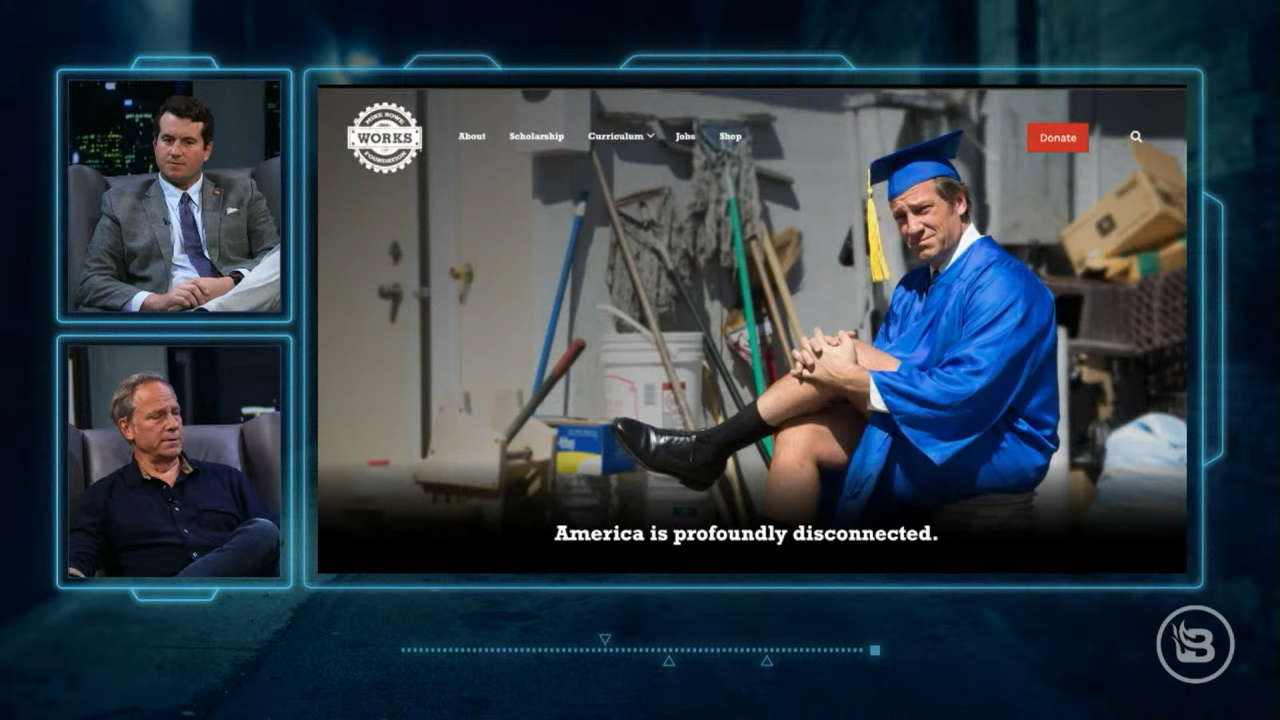 MIKE ROWE
WORKS
FOUNDATION
About
Scholarship
Curriculum
Jobs
Shop
Donate
America is profoundly disconnected.
B